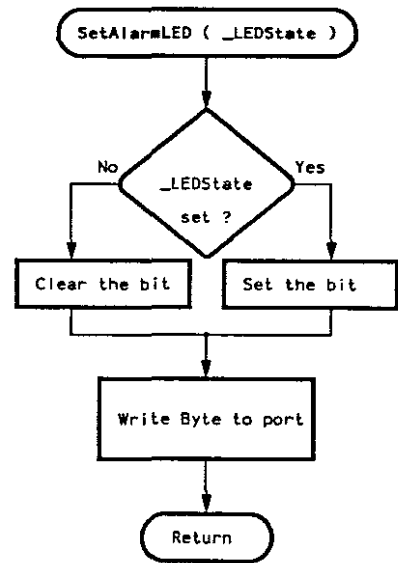 SetAlarmLED ( _LEDState )
No
Yes
_LEDState
set ?
Clear the bit
Set the bit
Write Byte to port
Return